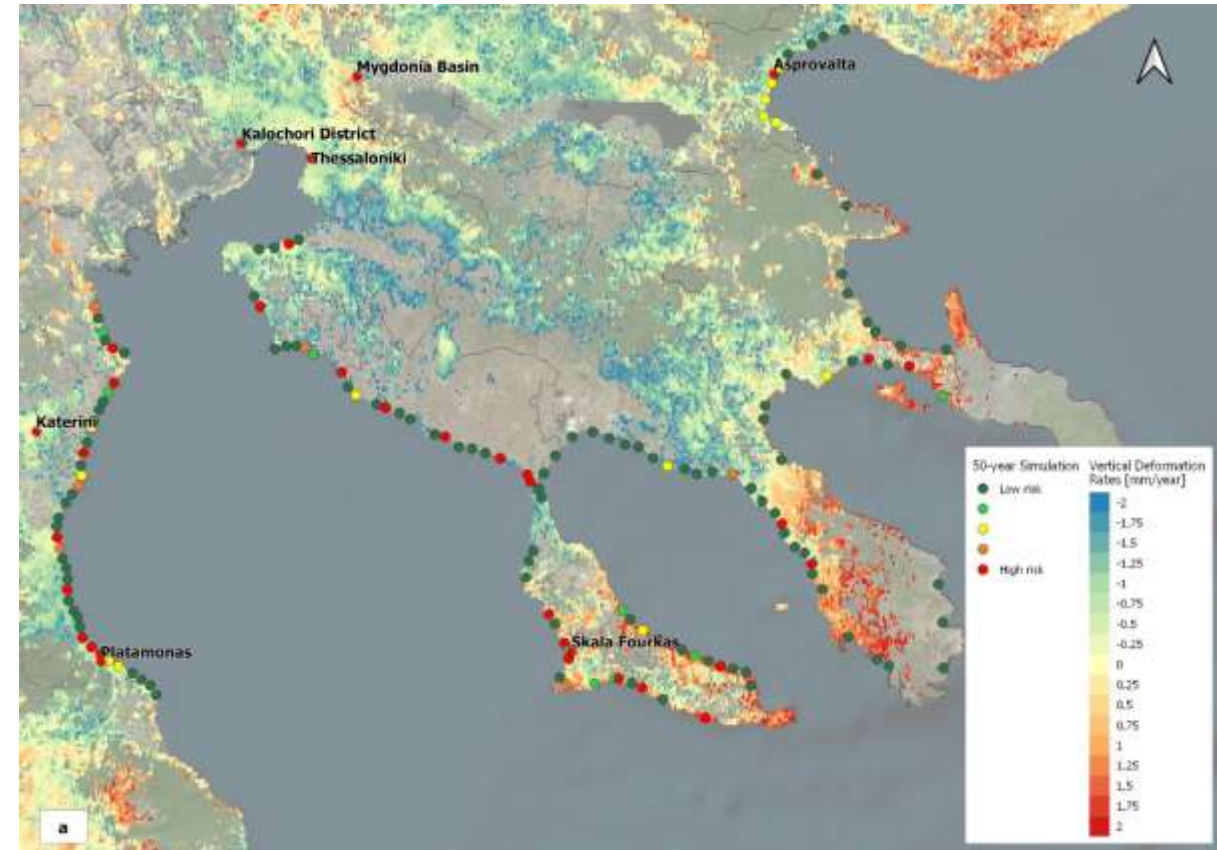 Asprovalta
Mygdonia Basin
Kalochori District
Thessaloniki
Katerini
50-year Simulation
Low risk
High risk
Vertical Deformation
Rates [mm/year]
-2
-1.75
-1.5
-1.25
-1
-0.75
-0.5
-0.25
0
0.25
0.5
0.75
1
1.25
1.5
1.75
2
Skala Fourkas
Platamonas
a